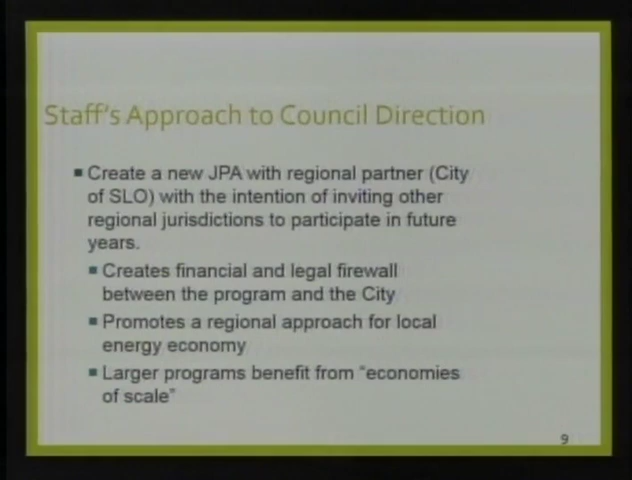 Staff's Approach to Council Direction
▪ Create a new JPA with regional partner (City
of SLO) with the intention of inviting other
regional jurisdictions to participate in future
years.
▪ Creates financial and legal firewall
between the program and the City
▪ Promotes a regional approach for local
energy economy
▪ Larger programs benefit from “economies
of scale”
9